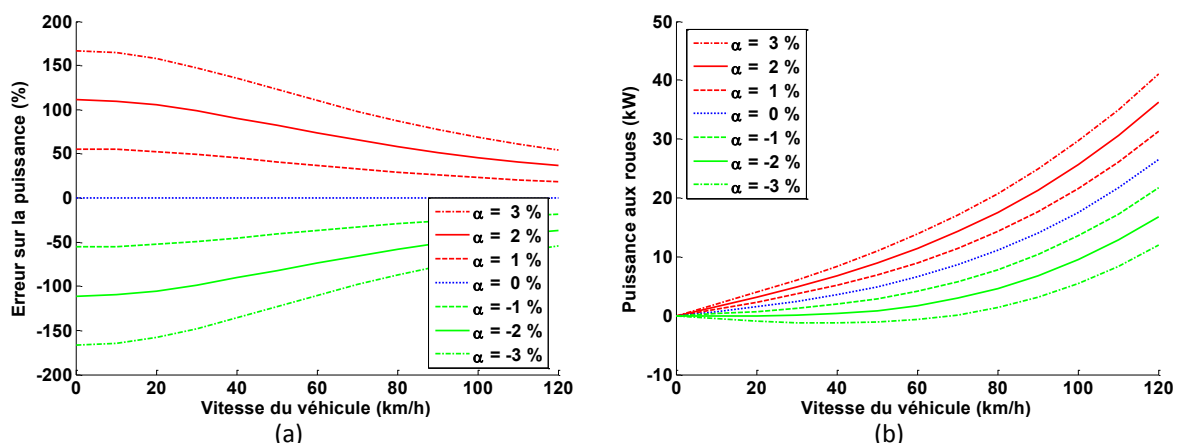 200
150
100
50
0
-50
-100
-150
-200
Erreur sur la puissance (%)
α = 3 %
α = 2 %
α = 1 %
α = 0 %
α = -1 %
α = -2 %
α = -3 %
0 20 40 60 80 100 120
Vitesse du véhicule (km/h)
(a)
50
40
30
20
10
0
-10
Puissance aux roues (kW)
α = 3 %
α = 2 %
α = 1 %
α = 0 %
α = -1 %
α = -2 %
α = -3 %
0 20 40 60 80 100 120
Vitesse du véhicule (km/h)
(b)